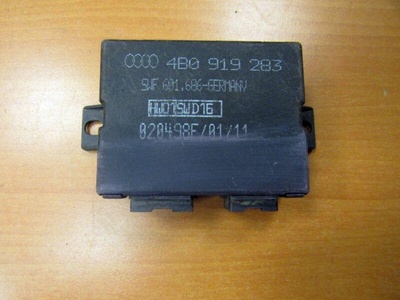 4B0 919 283
SWF 601.686-GERMANY
HW01SWD16
020498F/01/11